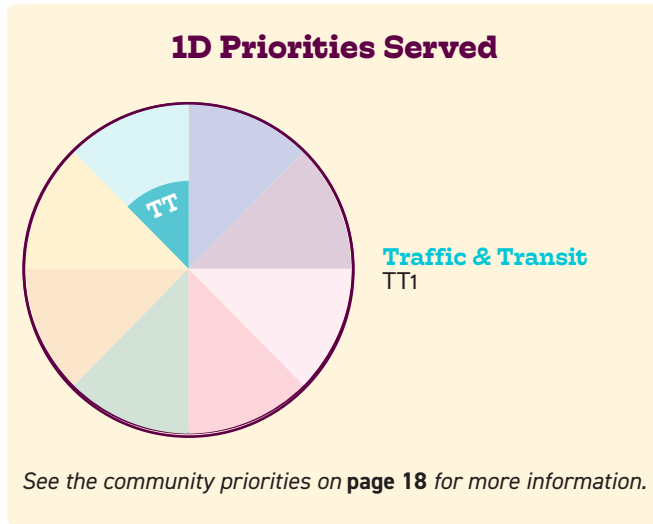 1D Priorities Served
TT
Traffic & Transit
TT1
See the community priorities on page 18 for more information.